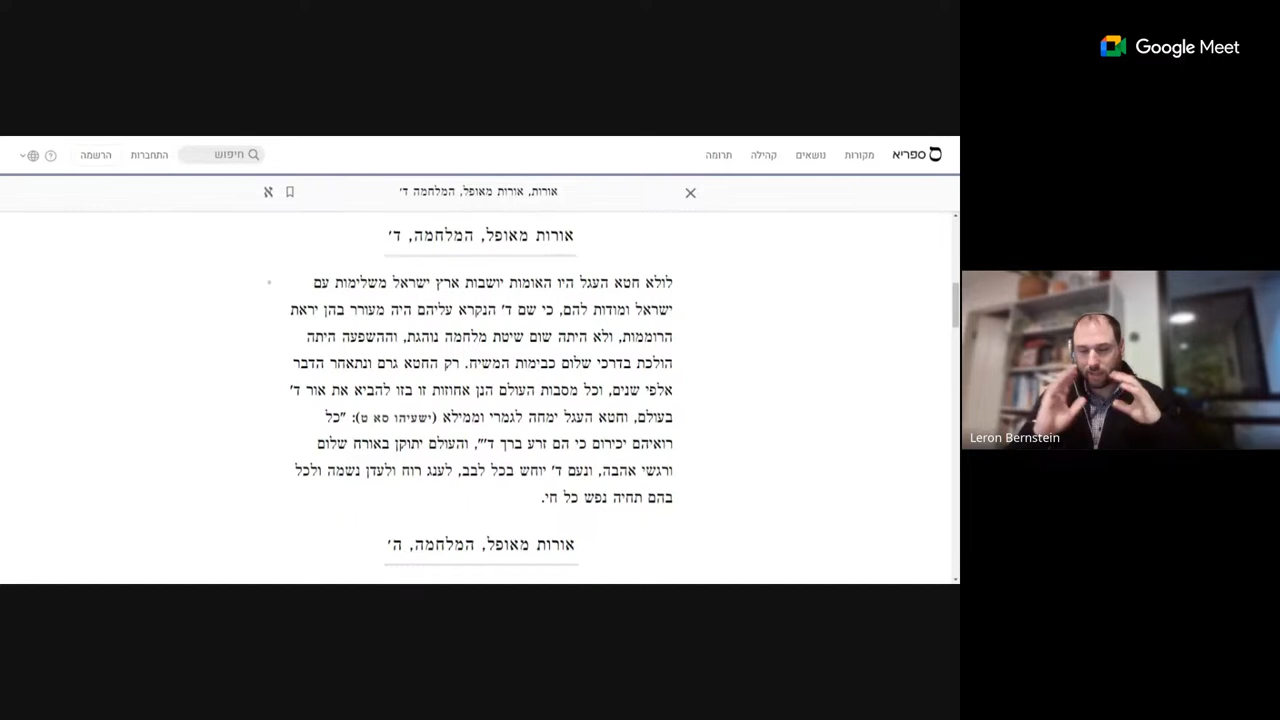 Google Meet
ספריא
מקורות
נושאים
קהילה
תרומה
חיפוש
התחברות
הרשמה
אורות, אורות מאופל, המלחמה ד׳
א
אורות מאופל, המלחמה, ד׳
לולא חטא העגל היו האומות יושבות ארץ ישראל משלימות עם
ישראל ומודות להם, כי שם ד׳ הנקרא עליהם היה מעורר בהן יראת
הרוממות, ולא היתה שום שיטת מלחמה נוהגת, וההשפעה היתה
הולכת בדרכי שלום כבימות המשיח. רק החטא גרם ונתאחר הדבר
אלפי שנים, וכל מסבות העולם הנן אחוזות זו בזו להביא את אור ד׳
בעולם, וחטא העגל ימחה לגמרי וממילא (ישעיהו סא ט): "כל
רואיהם יכירום כי הם זרע ברך ד׳", והעולם יתוקן באורח שלום
ורגשי אהבה, ונעם ד׳ יוחש בכל לבב, לענג רוח ולעדן נשמה ולכל
בהם תחיה נפש כל חי.
אורות מאופל, המלחמה, ה׳
Leron Bernstein